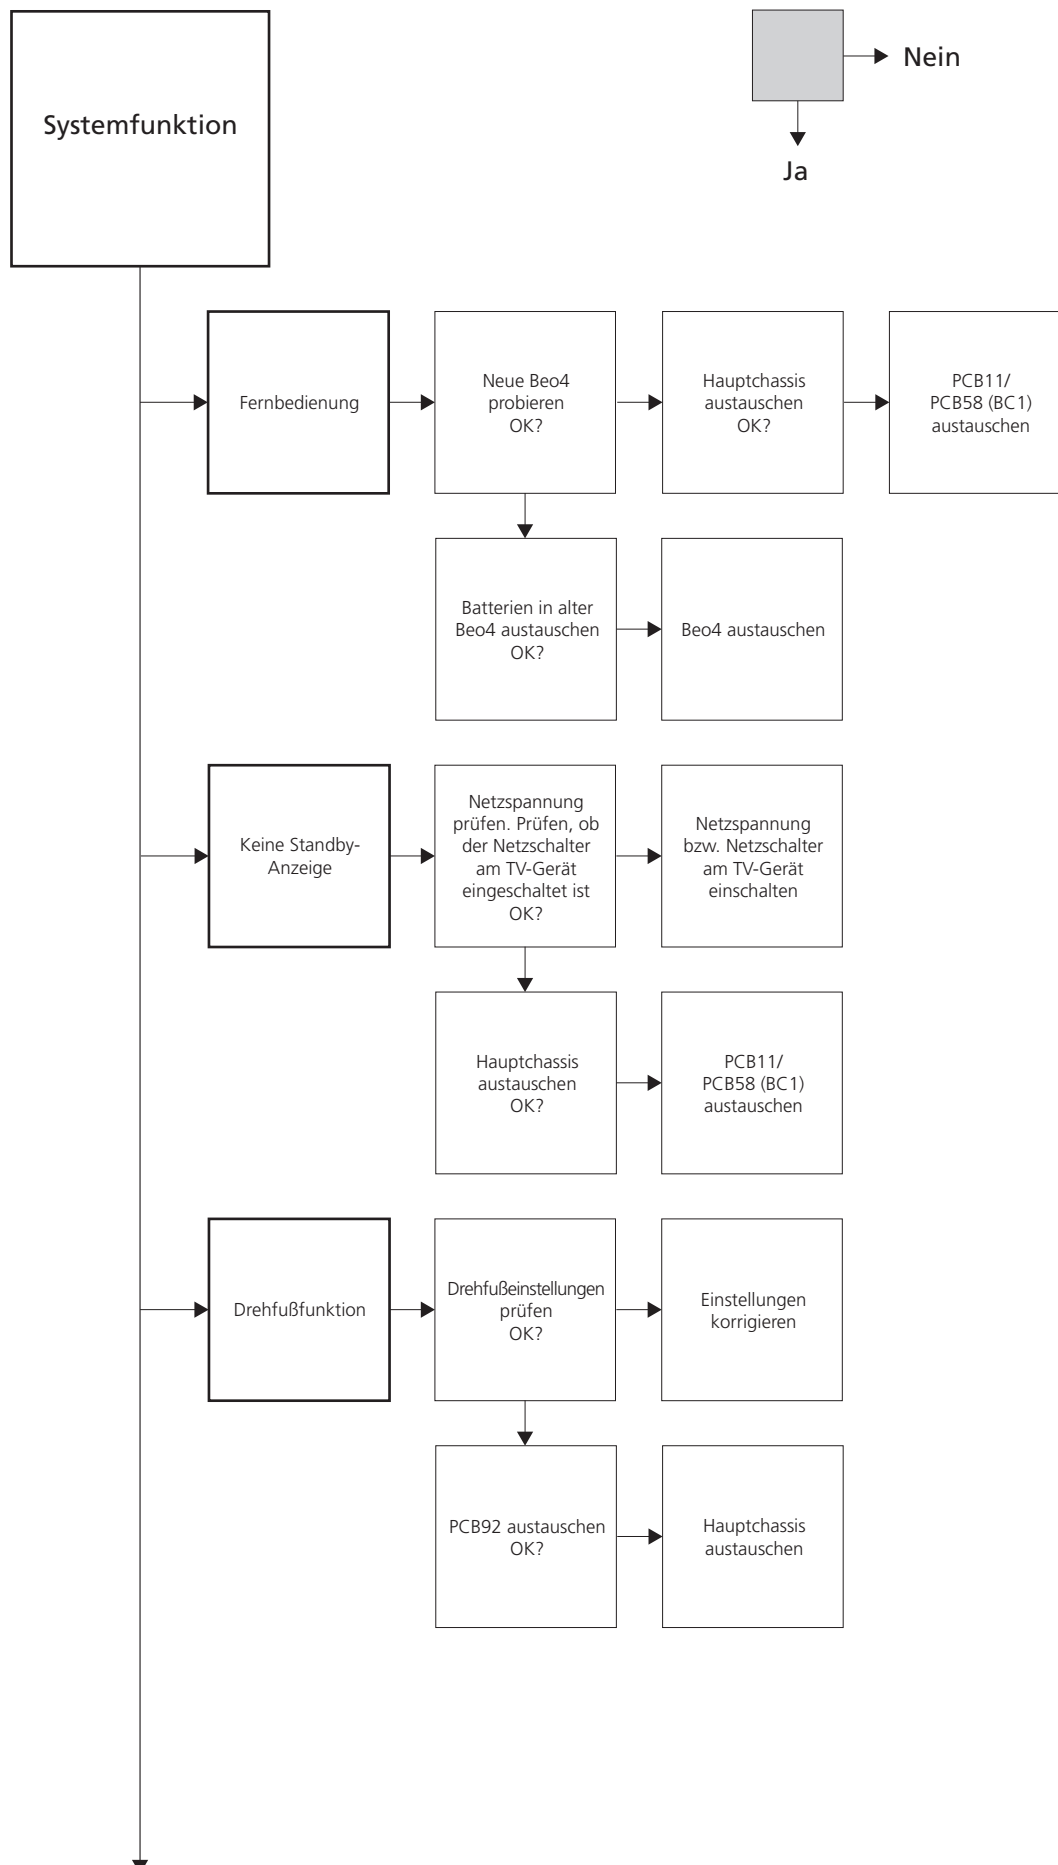 Systemfunktion
Nein
Ja
Fernbedienung
Neue Beo4
probieren
OK?
Hauptchassis
austauschen
OK?
PCB11/
PCB58 (BC1)
austauschen
Batterien in alter
Beo4 austauschen
OK?
Beo4 austauschen
Keine Standby-
Anzeige
Netzspannung
prüfen. Prüfen, ob
der Netzschalter
am TV-Gerät
eingeschaltet ist
OK?
Netzspannung
bzw. Netzschalter
am TV-Gerät
einschalten
Hauptchassis
austauschen
OK?
PCB11/
PCB58 (BC1)
austauschen
Drehfußfunktion
Drehfußeinstellungen
prüfen
OK?
Einstellungen
korrigieren
PCB92 austauschen
OK?
Hauptchassis
austauschen